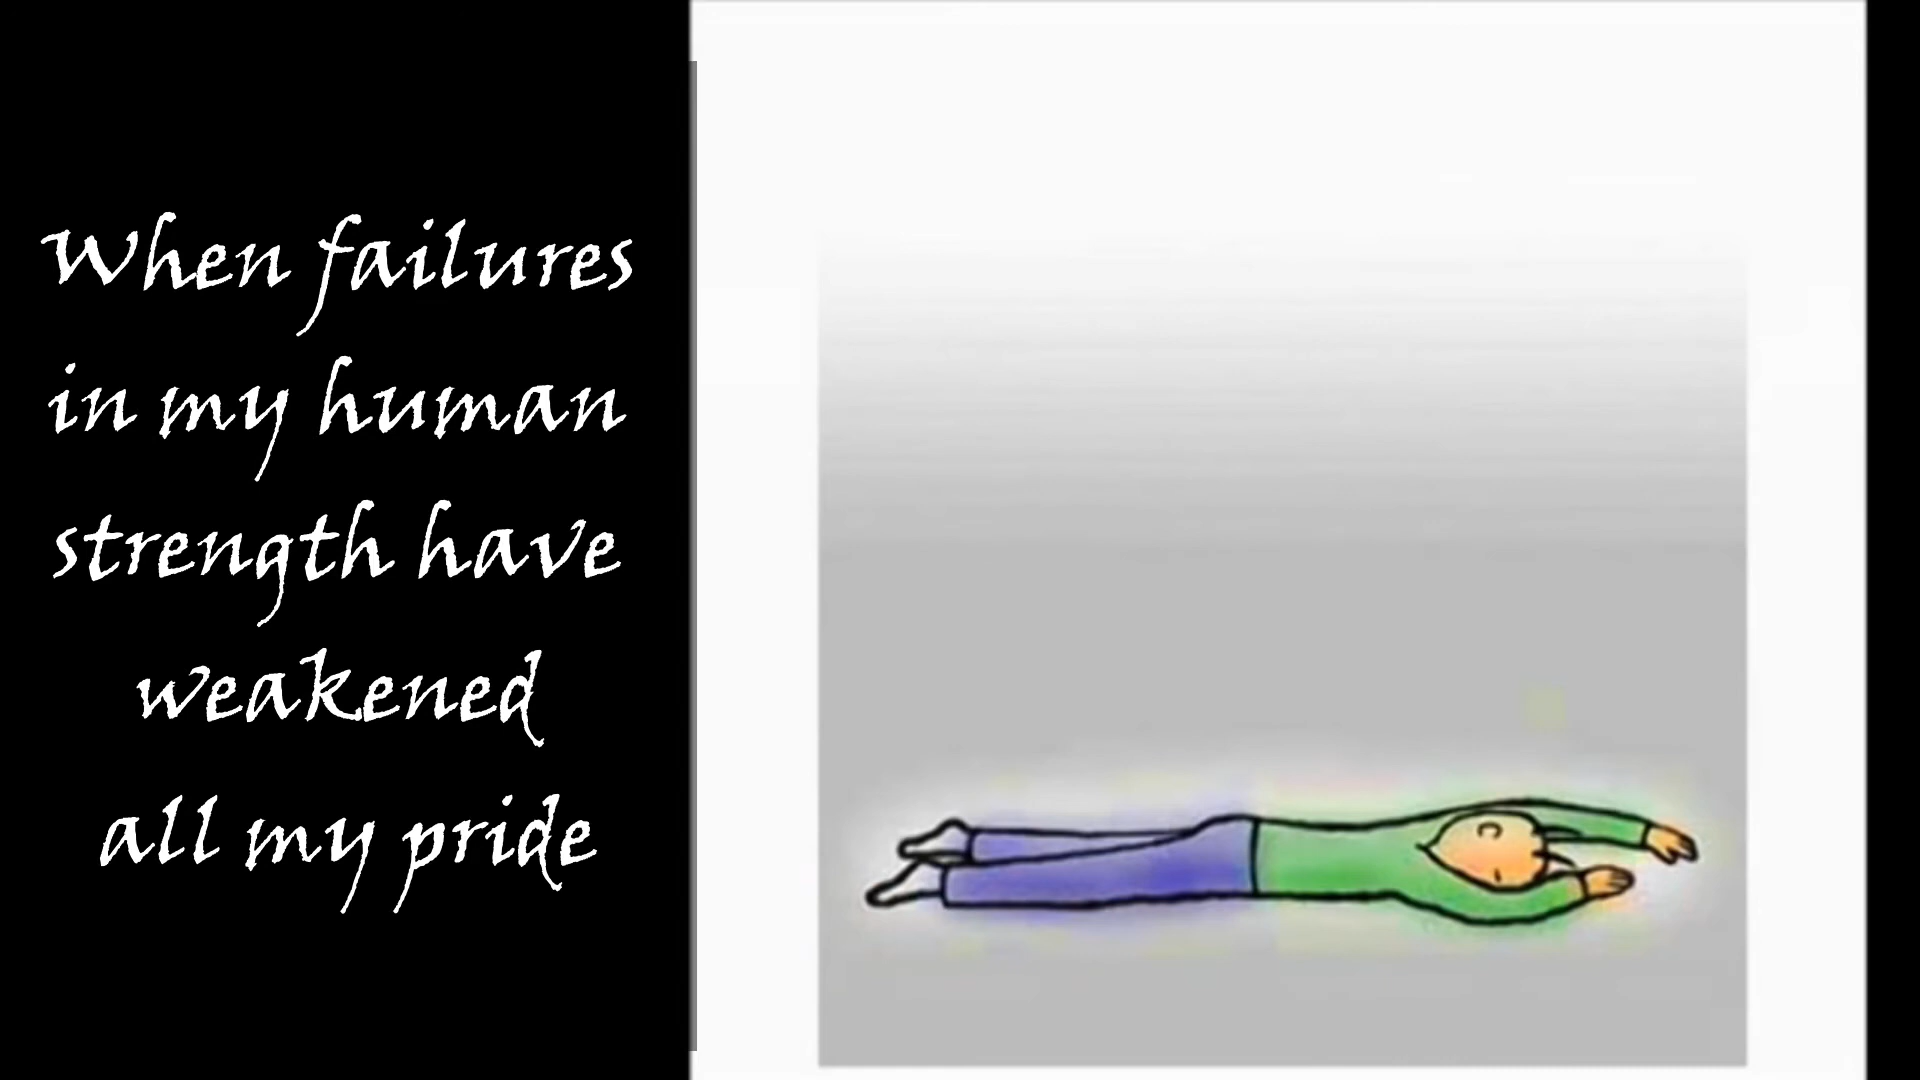 When failures
in my human
strength have
weakened
all my pride